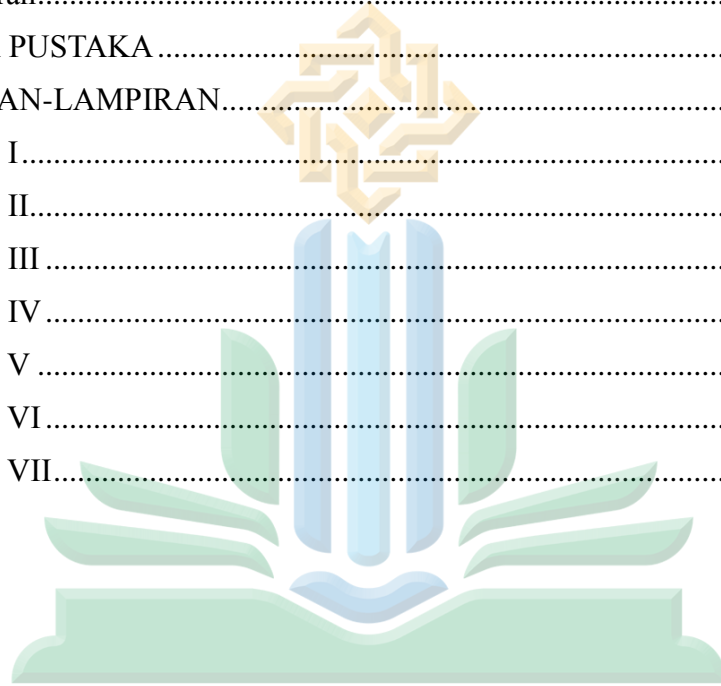 PUSTAKA........................................................................
AN-LAMPIRAN................................................................
I........................................................................................
II.......................................................................................
III .....................................................................................
IV .....................................................................................
V ......................................................................................
VI .....................................................................................
VII....................................................................................